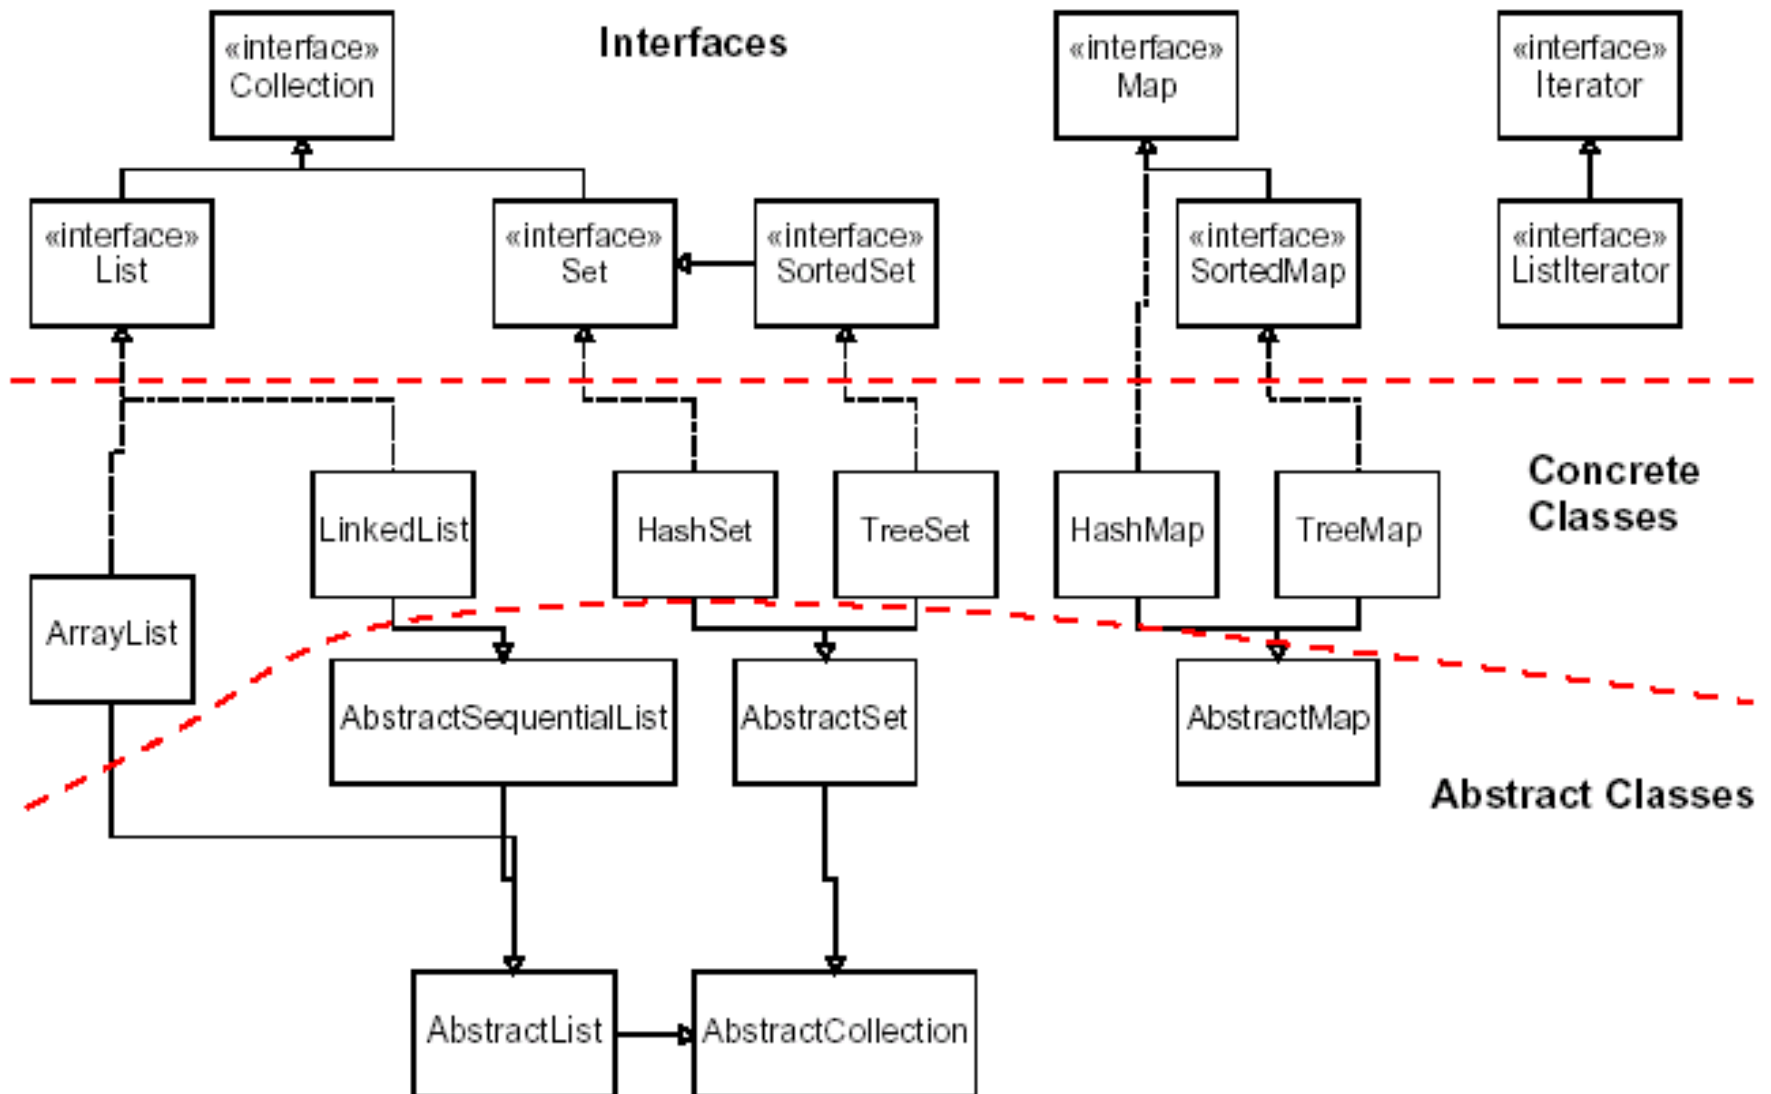 «interface»
Collection
Interfaces
«interface»
Map
«interface»
Iterator
«interface»
List
«interface»
Set
«interface»
SortedSet
«interface»
SortedMap
«interface»
ListIterator
LinkedList
HashSet
TreeSet
HashMap
TreeMap
Concrete
Classes
ArrayList
AbstractSequentialList
AbstractSet
AbstractMap
Abstract Classes
AbstractList
AbstractCollection